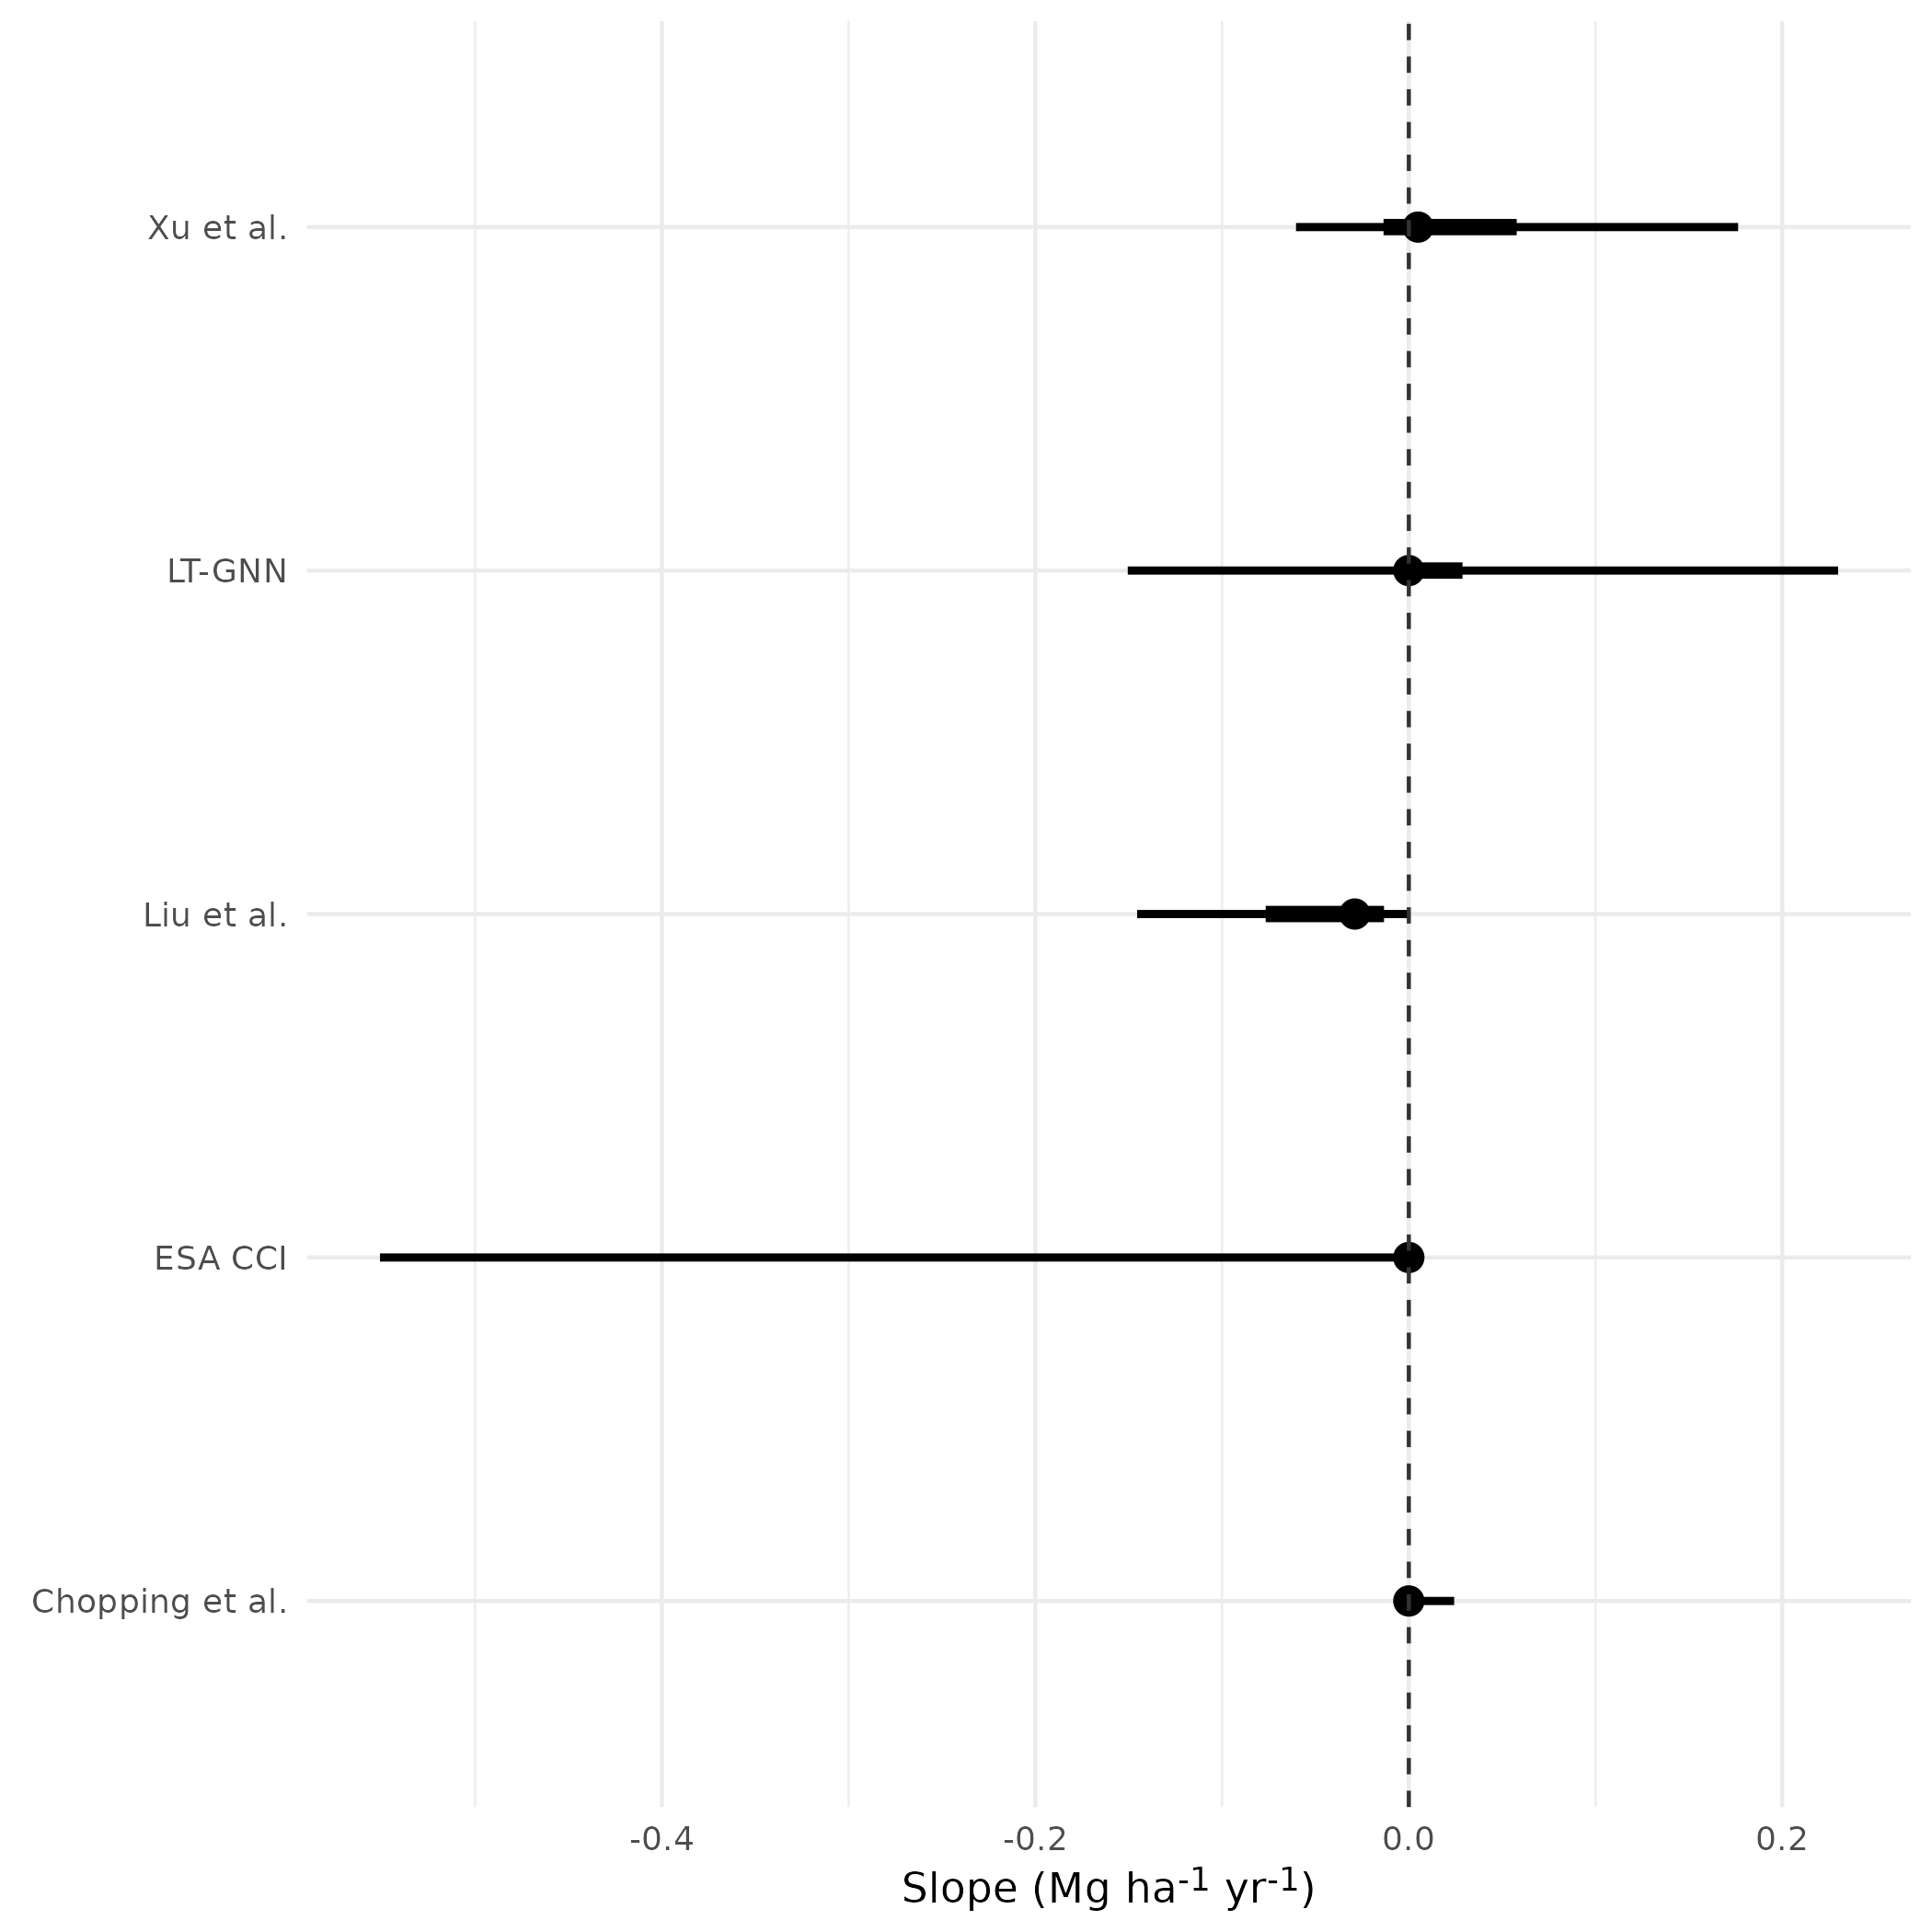 Xu et al.
LT-GNN
Liu et al.
ESA CCI
Chopping et al.
-0.4 -0.2 0.0 0.2
Slope (Mg ha⁻¹ yr⁻¹)